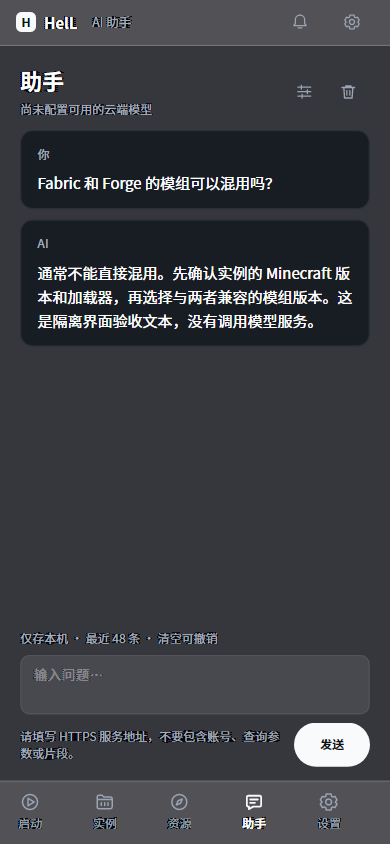 H HelL AI 助手
助手
尚未配置可用的云端模型
你
Fabric 和 Forge 的模组可以混用吗？
AI
通常不能直接混用。先确认实例的 Minecraft 版
本和加载器，再选择与两者兼容的模组版本。这
是隔离界面验收文本，没有调用模型服务。
仅存本机 · 最近 48 条 · 清空可撤销
输入问题…
请填写 HTTPS 服务地址，不要包含账号、查询参
数或片段。
发送
启动 实例 资源 助手 设置